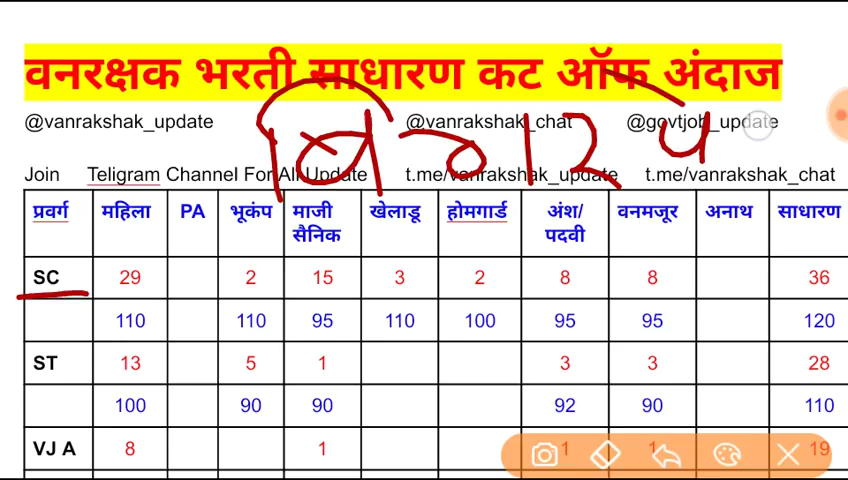 वनरक्षक भरती साधारण कट ऑफ अंदाज
@vanrakshak_update @vanrakshak_chat @govtjob_update
Join Teligram Channel For All Update t.me/vanrakshak_update t.me/vanrakshak_chat
प्रवर्ग महिला PA भूकंप माजी सैनिक खेलाडू होमगार्ड अंश/ पदवी वनमजूर अनाथ साधारण
SC 29 2 15 3 2 8 8 36
110 110 95 110 100 95 95 120
ST 13 5 1 3 3 28
100 90 90 92 90 110
VJ A 8 1 1 1 19